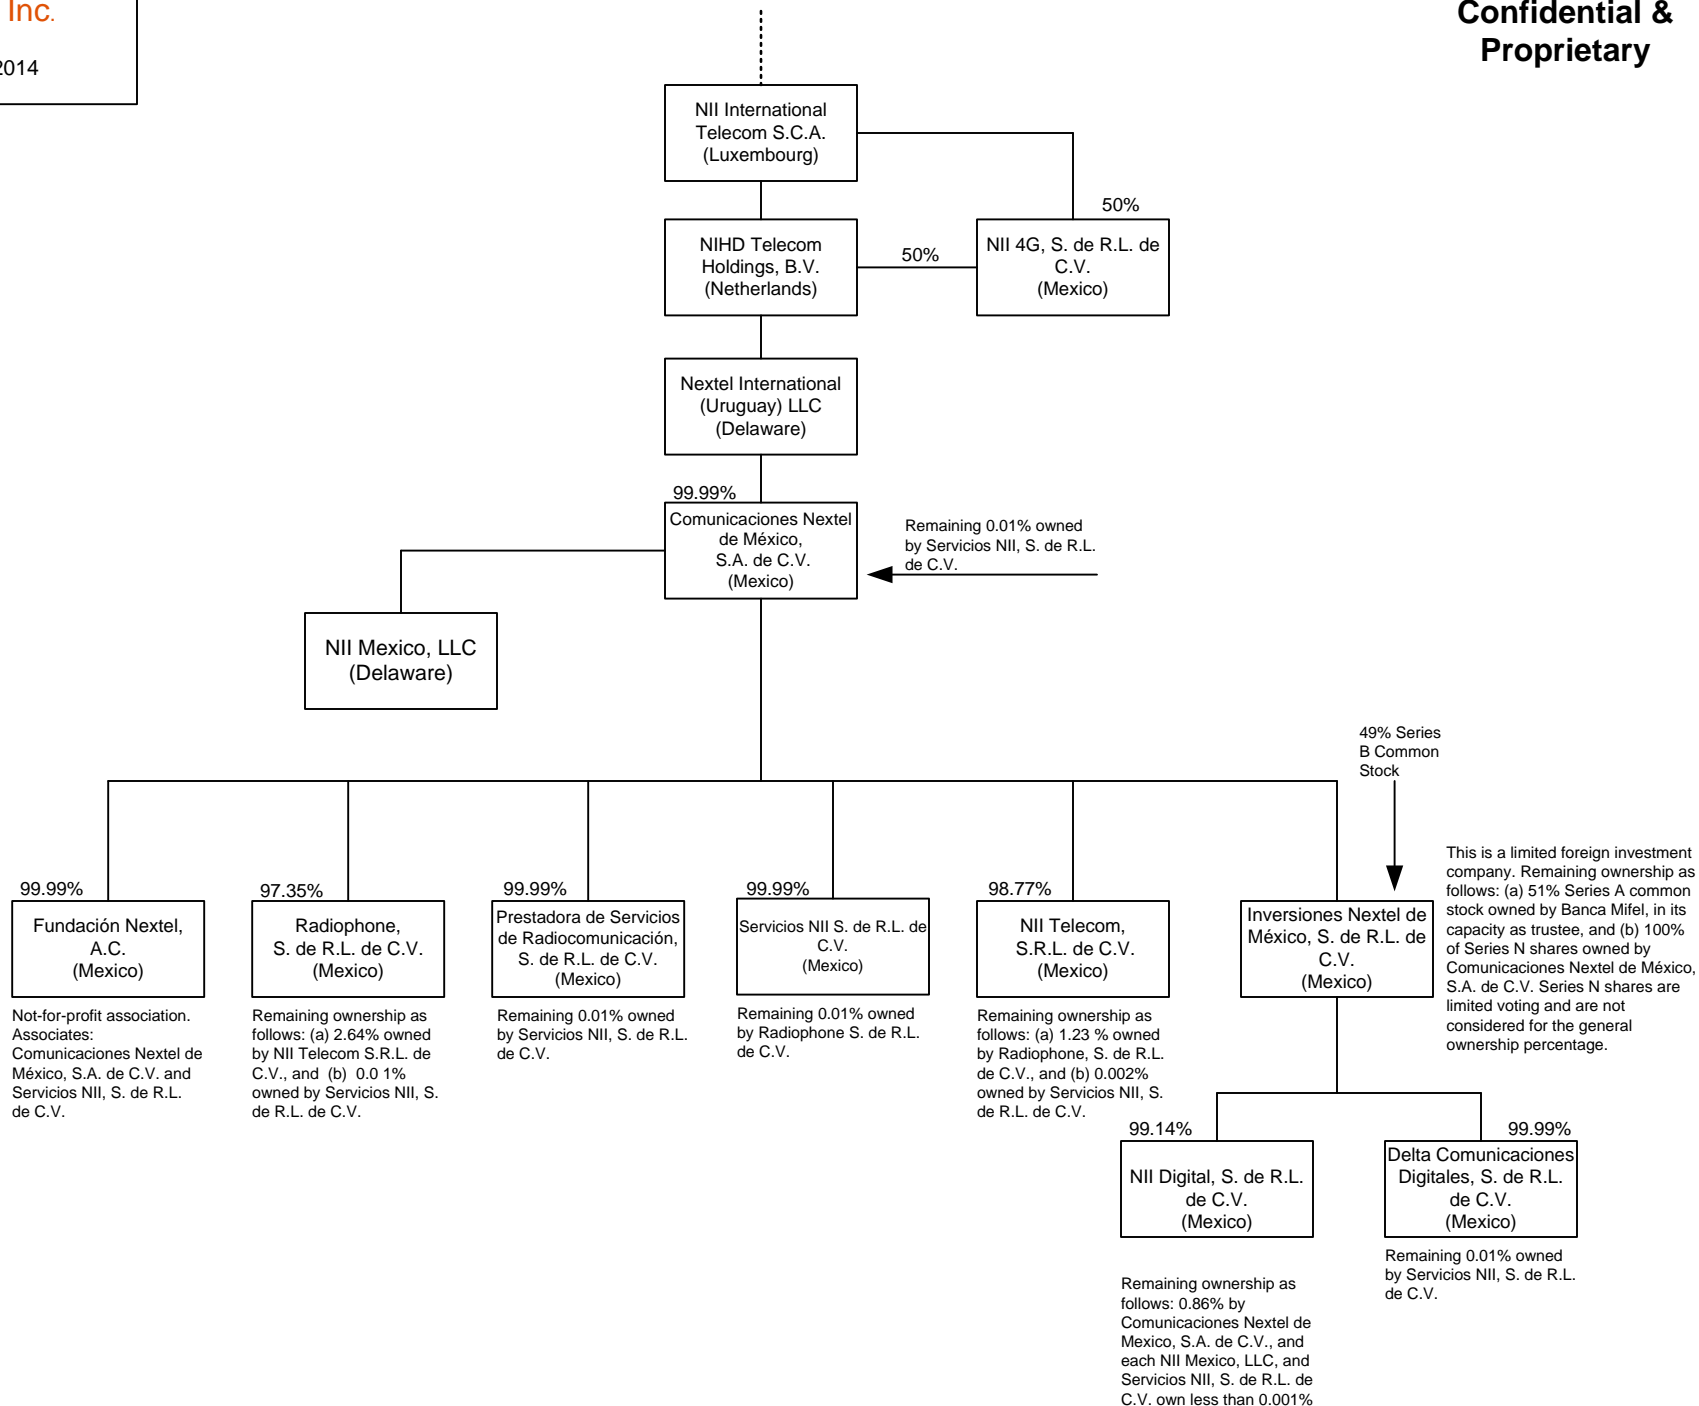 Inc.
2014
Confidential &
Proprietary
NII International
Telecom S.C.A.
(Luxembourg)
50%
NIHD Telecom
Holdings, B.V.
(Netherlands)
50%
NII 4G, S. de R.L. de
C.V.
(Mexico)
Nextel International
(Uruguay) LLC
(Delaware)
99.99%
Comunicaciones Nextel
de México,
S.A. de C.V.
(Mexico)
Remaining 0.01% owned
by Servicios NII, S. de R.L.
de C.V.
NII Mexico, LLC
(Delaware)
49% Series
B Common
Stock
99.99%
Fundación Nextel,
A.C.
(Mexico)
Not-for-profit association.
Associates:
Comunicaciones Nextel de
México, S.A. de C.V. and
Servicios NII, S. de R.L.
de C.V.
97.35%
Radiophone,
S. de R.L. de C.V.
(Mexico)
Remaining ownership as
follows: (a) 2.64% owned
by NII Telecom S.R.L. de
C.V., and (b) 0.0 1%
owned by Servicios NII, S.
de R.L. de C.V.
99.99%
Prestadora de Servicios
de Radiocomunicación,
S. de R.L. de C.V.
(Mexico)
Remaining 0.01% owned
by Servicios NII, S. de R.L.
de C.V.
99.99%
Servicios NII S. de R.L. de
C.V.
(Mexico)
Remaining 0.01% owned
by Radiophone S. de R.L.
de C.V.
98.77%
NII Telecom,
S.R.L. de C.V.
(Mexico)
Remaining ownership as
follows: (a) 1.23 % owned
by Radiophone, S. de R.L.
de C.V., and (b) 0.002%
owned by Servicios NII, S.
de R.L. de C.V.
Inversiones Nextel de
México, S. de R.L. de
C.V.
(Mexico)
This is a limited foreign investment
company. Remaining ownership as
follows: (a) 51% Series A common
stock owned by Banca Mifel, in its
capacity as trustee, and (b) 100%
of Series N shares owned by
Comunicaciones Nextel de México,
S.A. de C.V. Series N shares are
limited voting and are not
considered for the general
ownership percentage.
99.14%
NII Digital, S. de R.L.
de C.V.
(Mexico)
Remaining ownership as
follows: 0.86% by
Comunicaciones Nextel de
Mexico, S.A. de C.V., and
each NII Mexico, LLC, and
Servicios NII, S. de R.L. de
C.V. own less than 0.001%
99.99%
Delta Comunicaciones
Digitales, S. de R.L.
de C.V.
(Mexico)
Remaining 0.01% owned
by Servicios NII, S. de R.L.
de C.V.